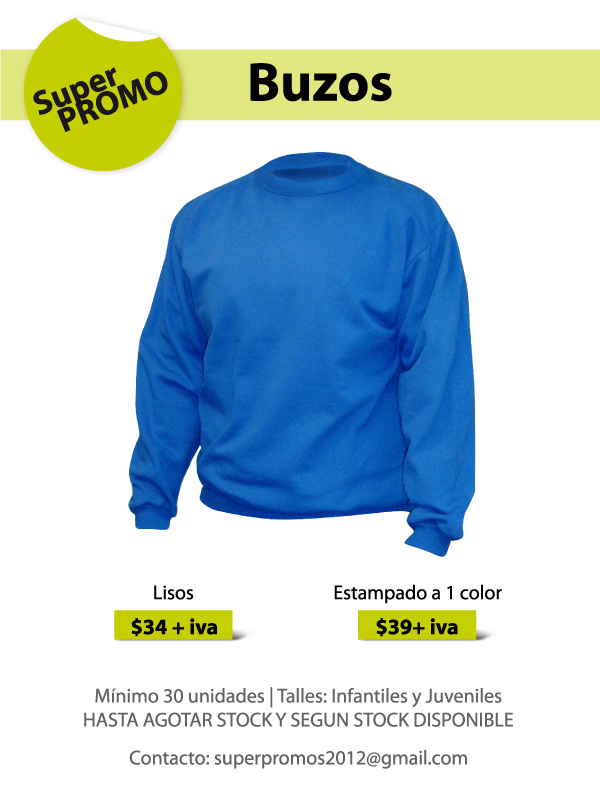 Super
PROMO
Buzos
Lisos
Estampado a 1 color
$34 + iva
$39+ iva
Mínimo 30 unidades | Talles: Infantiles y Juveniles
HASTA AGOTAR STOCK Y SEGUN STOCK DISPONIBLE
Contacto: superpromos2012@gmail.com